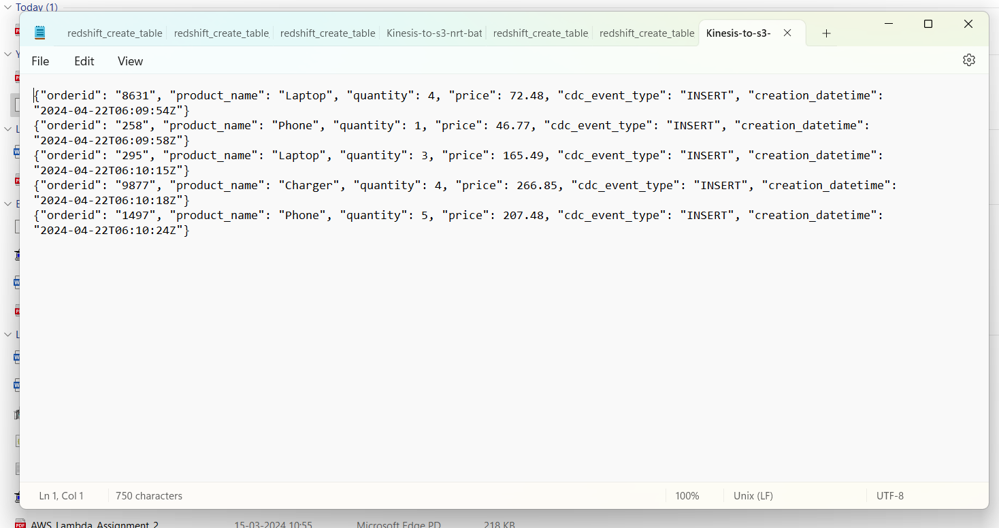 Today (1)
redshift_create_table redshift_create_table redshift_create_table Kinesis-to-s3-nrt-bat redshift_create_table redshift_create_table Kinesis-to-s3-
File Edit View
{"orderid": "8631", "product_name": "Laptop", "quantity": 4, "price": 72.48, "cdc_event_type": "INSERT", "creation_datetime":
"2024-04-22T06:09:54Z"}
{"orderid": "258", "product_name": "Phone", "quantity": 1, "price": 46.77, "cdc_event_type": "INSERT", "creation_datetime":
"2024-04-22T06:09:58Z"}
{"orderid": "295", "product_name": "Laptop", "quantity": 3, "price": 165.49, "cdc_event_type": "INSERT", "creation_datetime":
"2024-04-22T06:10:15Z"}
{"orderid": "9877", "product_name": "Charger", "quantity": 4, "price": 266.85, "cdc_event_type": "INSERT", "creation_datetime":
"2024-04-22T06:10:18Z"}
{"orderid": "1497", "product_name": "Phone", "quantity": 5, "price": 207.48, "cdc_event_type": "INSERT", "creation_datetime":
"2024-04-22T06:10:24Z"}
Ln 1, Col 1 750 characters 100% Unix (LF) UTF-8
AWS_Lambda_Assignment_2 15-03-2024 10:55 Microsoft Edge PD 218 KB